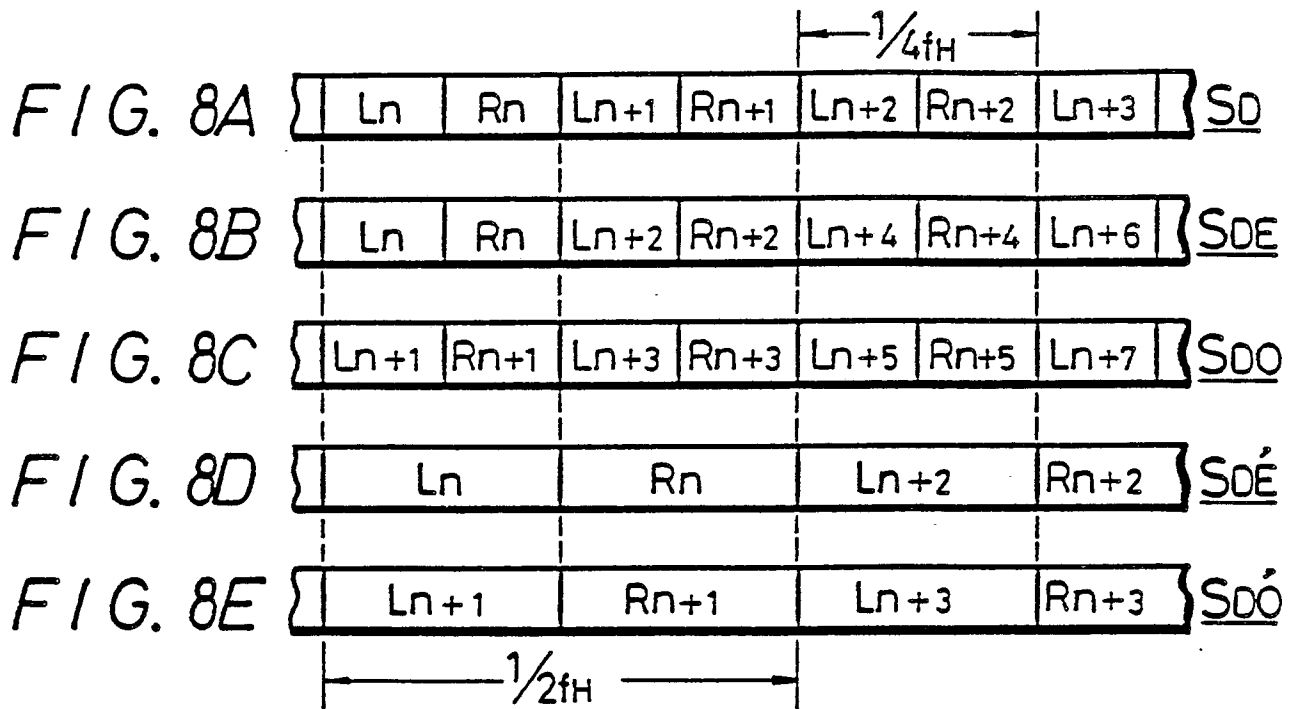 1/4fH
FIG. 8A Ln Rn Ln+1 Rn+1 Ln+2 Rn+2 Ln+3 SD
FIG. 8B Ln Rn Ln+2 Rn+2 Ln+4 Rn+4 Ln+6 SDE
FIG. 8C Ln+1 Rn+1 Ln+3 Rn+3 Ln+5 Rn+5 Ln+7 SDO
FIG. 8D Ln Rn Ln+2 Rn+2 SDE'
FIG. 8E Ln+1 Rn+1 Ln+3 Rn+3 SDO'
1/2fH